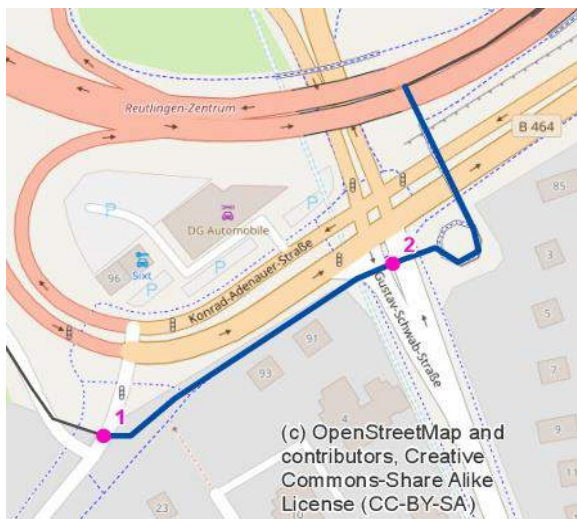 Reutlingen-Zentrum
B 464
P
DG Automobile
P
85
96
Sixt
P
P
Konrad-Adenauer-Straße
2
3
Gustav-Schwab-Straße
5
91
93
7
1
4
9
(c) OpenStreetMap and
contributors, Creative
Commons-Share Alike
License (CC-BY-SA)
23